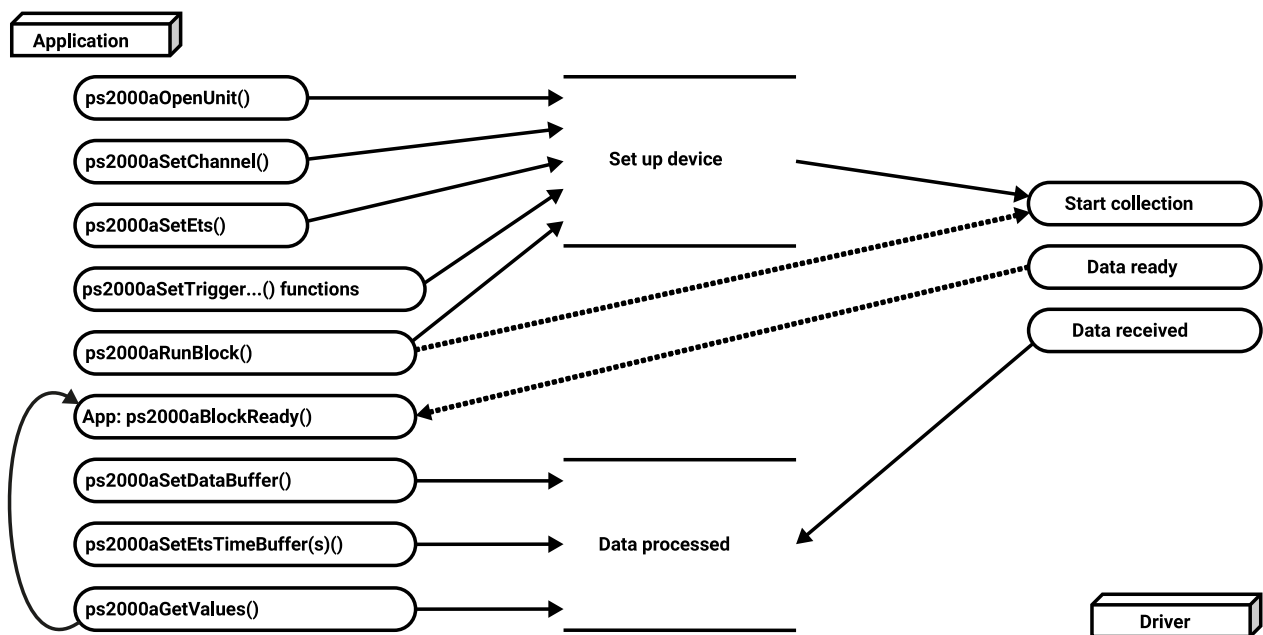 Application
ps2000aOpenUnit()
ps2000aSetChannel()
Set up device
ps2000aSetEts()
Start collection
ps2000aSetTrigger...() functions
Data ready
ps2000aRunBlock()
Data received
App: ps2000aBlockReady()
ps2000aSetDataBuffer()
ps2000aSetEtsTimeBuffer(s)()
Data processed
ps2000aGetValues()
Driver